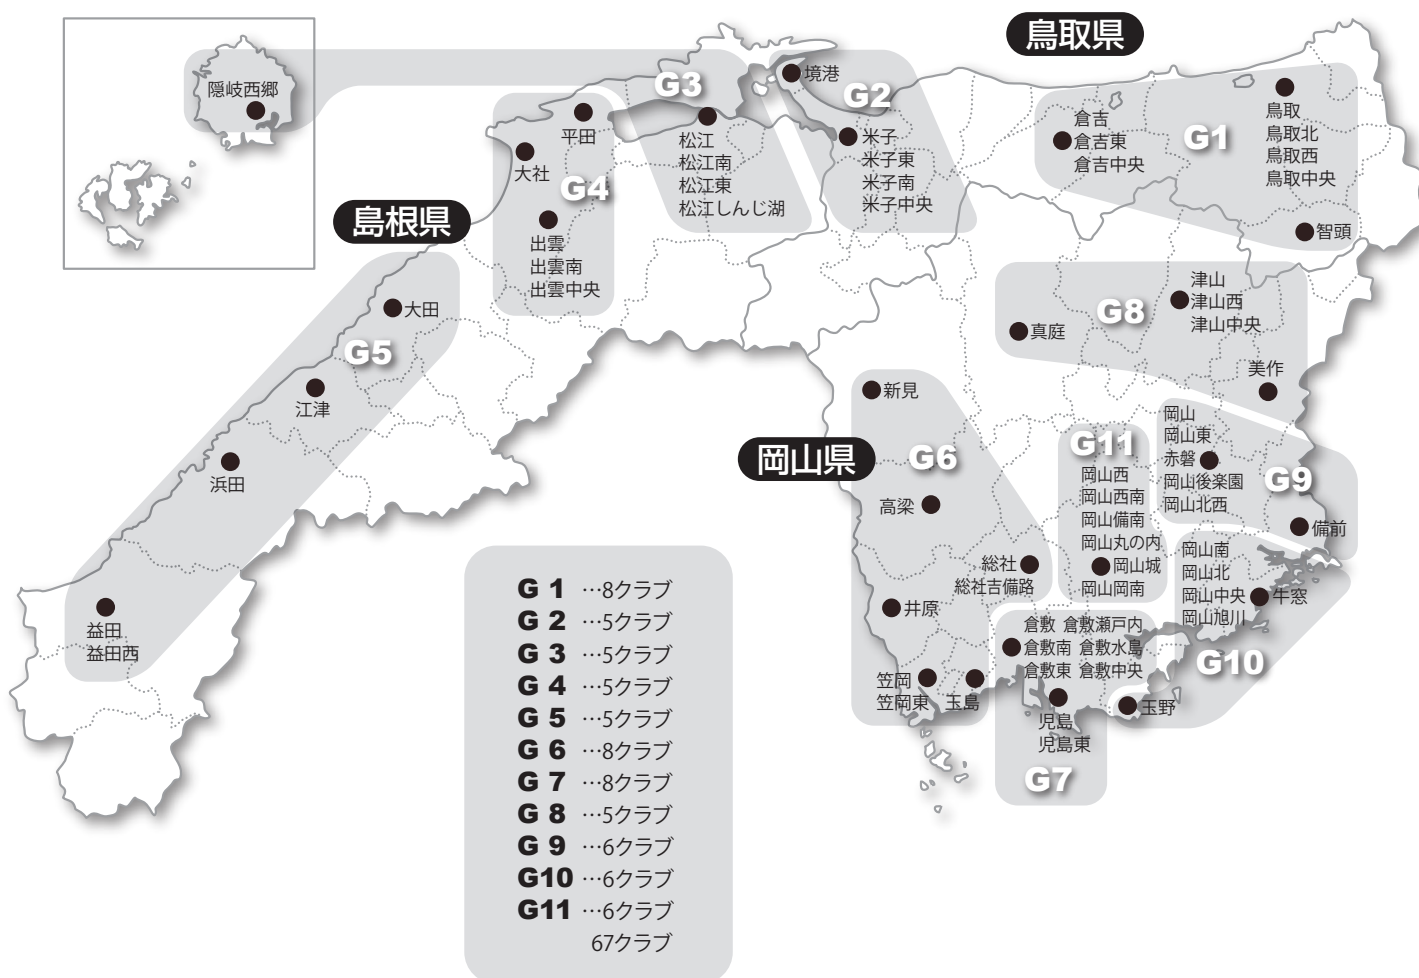 鳥取県
隠岐西郷
G3
境港
G2
平田
大社
G4
松江
松江南
松江東
松江しんじ湖
米子
米子東
米子南
米子中央
倉吉
倉吉東
倉吉中央
G1
鳥取
鳥取北
鳥取西
鳥取中央
智頭
島根県
出雲
出雲南
出雲中央
大田
G5
江津
浜田
益田
益田西
真庭
G8
津山
津山西
津山中央
美作
岡山県
新見
G6
高梁
総社
総社吉備路
井原
笠岡
笠岡東
玉島
G11
岡山西
岡山西南
岡山備南
岡山丸の内
岡山城
岡山岡南
岡山
岡山東
赤磐
岡山後楽園
岡山北西
G9
備前
岡山南
岡山北
岡山中央
岡山旭川
牛窓
G10
玉野
倉敷 倉敷瀬戸内
倉敷南 倉敷水島
倉敷東 倉敷中央
児島
児島東
G7
G 1 …8クラブ
G 2 …5クラブ
G 3 …5クラブ
G 4 …5クラブ
G 5 …5クラブ
G 6 …8クラブ
G 7 …8クラブ
G 8 …5クラブ
G 9 …6クラブ
G10 …6クラブ
G11 …6クラブ
67クラブ